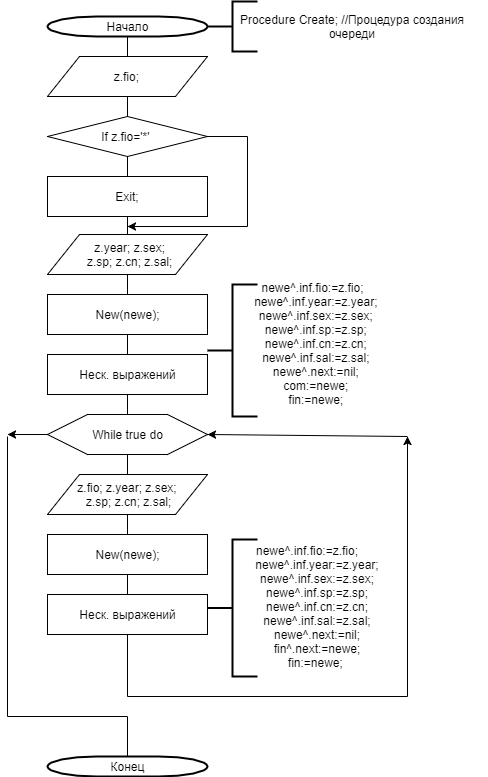 Начало
Procedure Create; //Процедура создания
очереди
z.fio;
If z.fio='*'
Exit;
z.year; z.sex;
z.sp; z.cn; z.sal;
New(newe);
Неск. выражений
newe^.inf.fio:=z.fio;
newe^.inf.year:=z.year;
newe^.inf.sex:=z.sex;
newe^.inf.sp:=z.sp;
newe^.inf.cn:=z.cn;
newe^.inf.sal:=z.sal;
newe^.next:=nil;
com:=newe;
fin:=newe;
While true do
z.fio; z.year; z.sex;
z.sp; z.cn; z.sal;
New(newe);
Неск. выражений
newe^.inf.fio:=z.fio;
newe^.inf.year:=z.year;
newe^.inf.sex:=z.sex;
newe^.inf.sp:=z.sp;
newe^.inf.cn:=z.cn;
newe^.inf.sal:=z.sal;
newe^.next:=nil;
fin^.next:=newe;
fin:=newe;
Конец